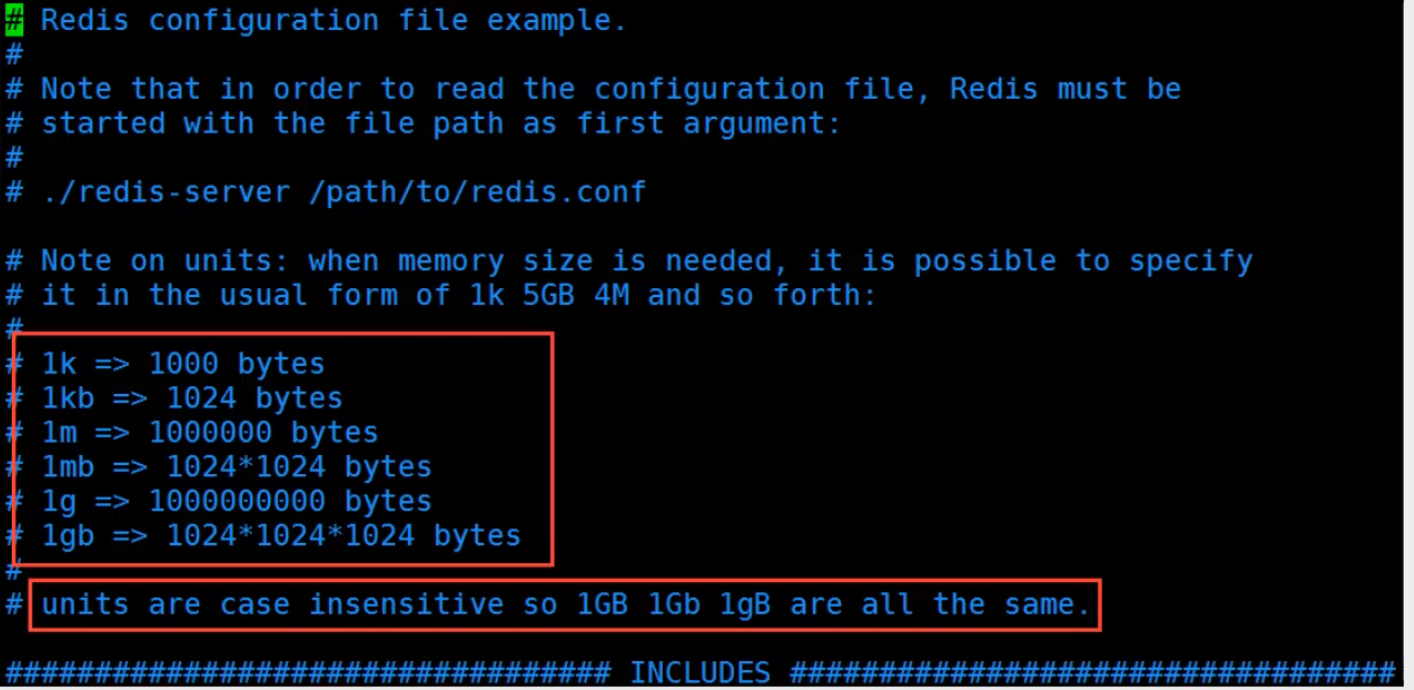 # Redis configuration file example.
#
# Note that in order to read the configuration file, Redis must be
# started with the file path as first argument:
#
# ./redis-server /path/to/redis.conf

# Note on units: when memory size is needed, it is possible to specify
# it in the usual form of 1k 5GB 4M and so forth:
#
# 1k => 1000 bytes
# 1kb => 1024 bytes
# 1m => 1000000 bytes
# 1mb => 1024*1024 bytes
# 1g => 1000000000 bytes
# 1gb => 1024*1024*1024 bytes
#
# units are case insensitive so 1GB 1Gb 1gB are all the same.

################################## INCLUDES ##################################